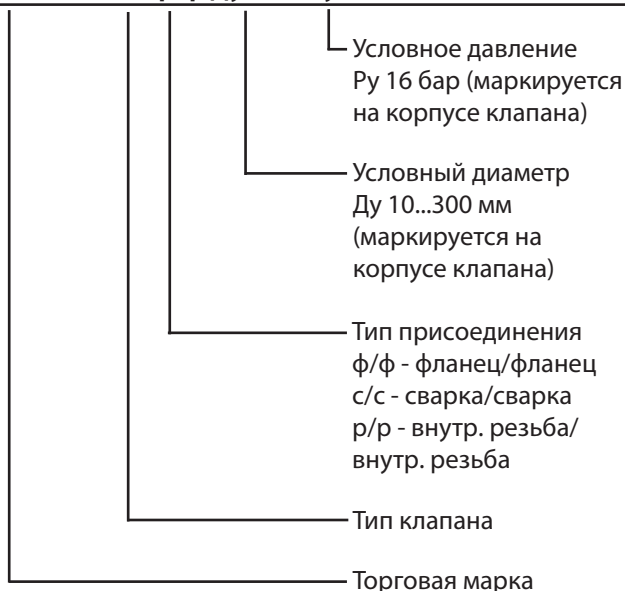 Условное давление
Ру 16 бар (маркируется
на корпусе клапана)
Условный диаметр
Ду 10...300 мм
(маркируется на
корпусе клапана)
Тип присоединения
ф/ф - фланец/фланец
с/с - сварка/сварка
р/р - внутр. резьба/
внутр. резьба
Тип клапана
Торговая марка